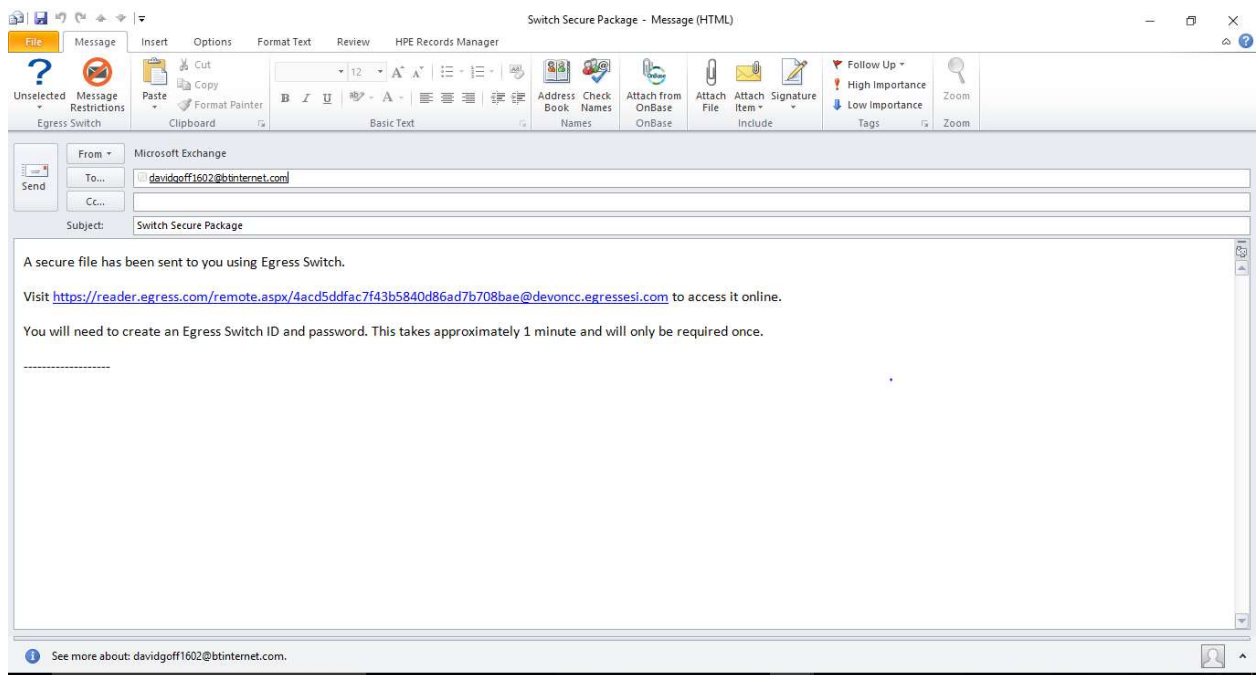 Switch Secure Package - Message (HTML)
File Message Insert Options Format Text Review HPE Records Manager
Unselected
Message Restrictions
Egress Switch
Paste
Cut
Copy
Format Painter
Clipboard
12
B I U
Basic Text
Address Book
Check Names
Names
Attach from OnBase
OnBase
Attach File
Attach Item
Signature
Include
Follow Up
High Importance
Low Importance
Tags
Zoom
Zoom
Send
From Microsoft Exchange
To... davidgoff1602@btinternet.com
Cc...
Subject: Switch Secure Package
A secure file has been sent to you using Egress Switch.
Visit https://reader.egress.com/remote.aspx/4acd5ddfac7f43b5840d86ad7b708bae@devoncc.egressesi.com to access it online.
You will need to create an Egress Switch ID and password. This takes approximately 1 minute and will only be required once.
-------------------
See more about: davidgoff1602@btinternet.com.